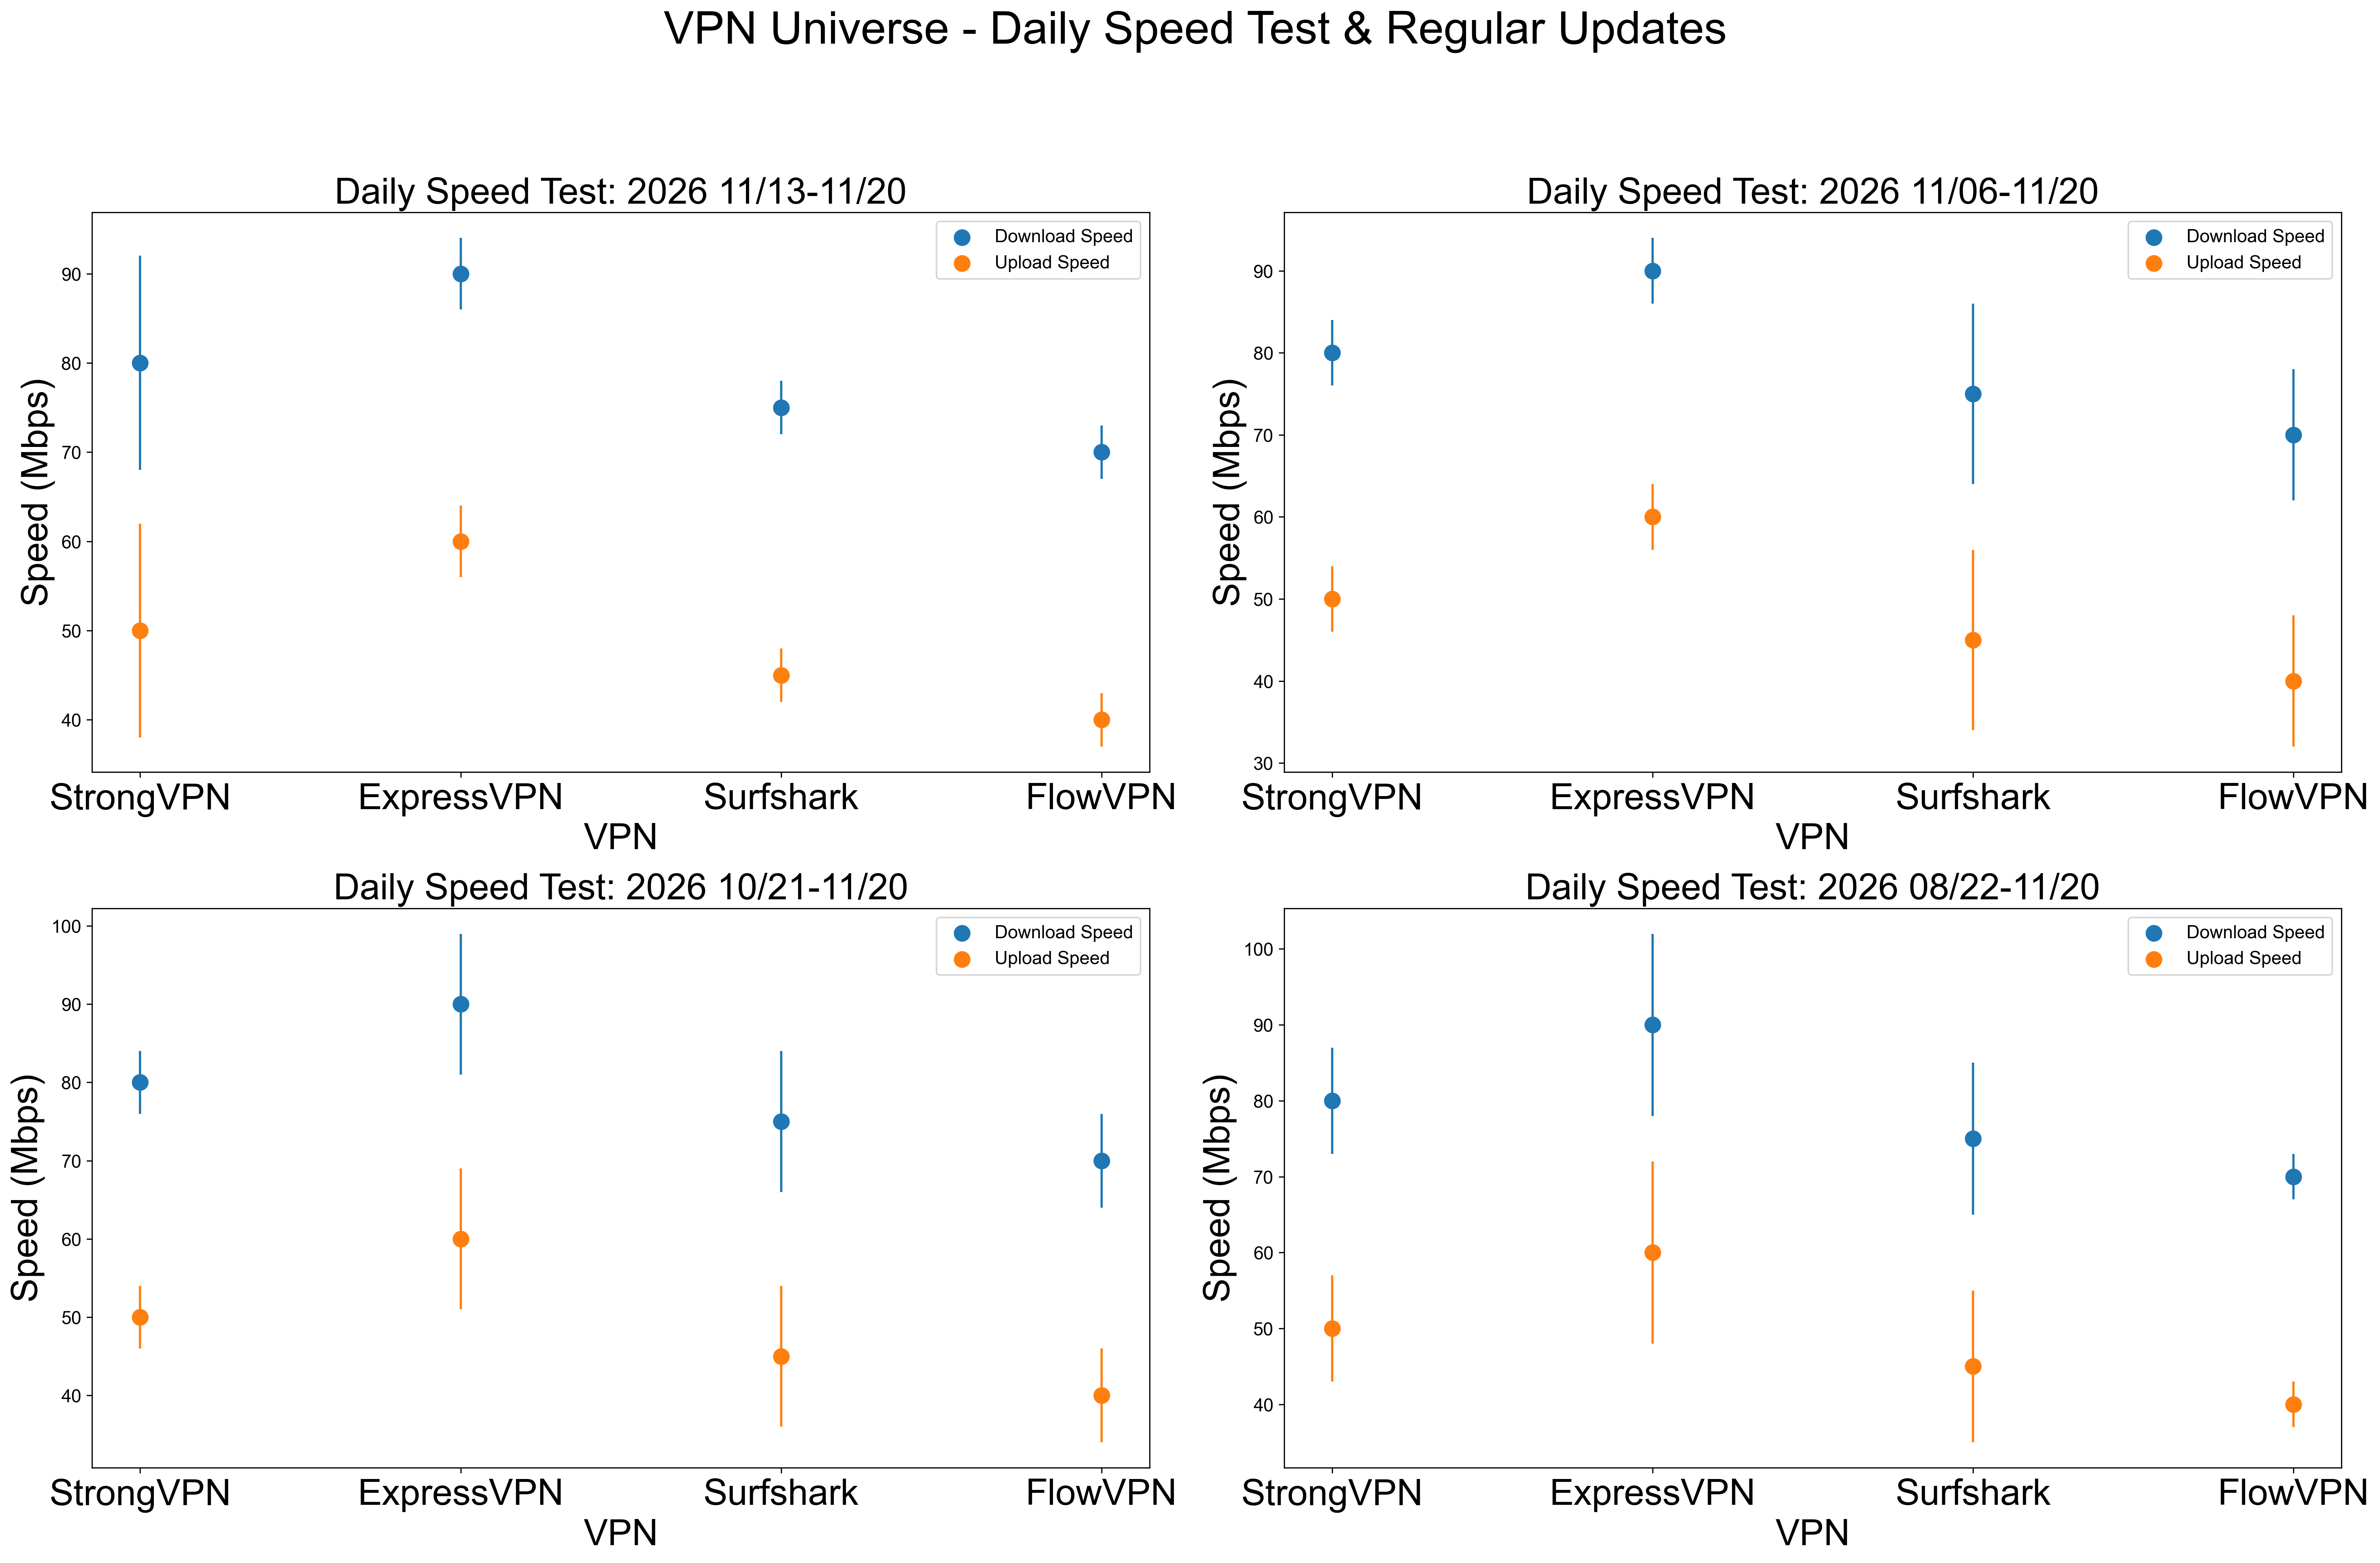 VPN Universe - Daily Speed Test & Regular Updates
Daily Speed Test: 2026 11/13-11/20
Download Speed
Upload Speed
90
80
70
60
50
40
Speed (Mbps)
StrongVPN ExpressVPN Surfshark FlowVPN
VPN
Daily Speed Test: 2026 11/06-11/20
Download Speed
Upload Speed
90
80
70
60
50
40
30
Speed (Mbps)
StrongVPN ExpressVPN Surfshark FlowVPN
VPN
Daily Speed Test: 2026 10/21-11/20
Download Speed
Upload Speed
100
90
80
70
60
50
40
Speed (Mbps)
StrongVPN ExpressVPN Surfshark FlowVPN
VPN
Daily Speed Test: 2026 08/22-11/20
Download Speed
Upload Speed
100
90
80
70
60
50
40
Speed (Mbps)
StrongVPN ExpressVPN Surfshark FlowVPN
VPN